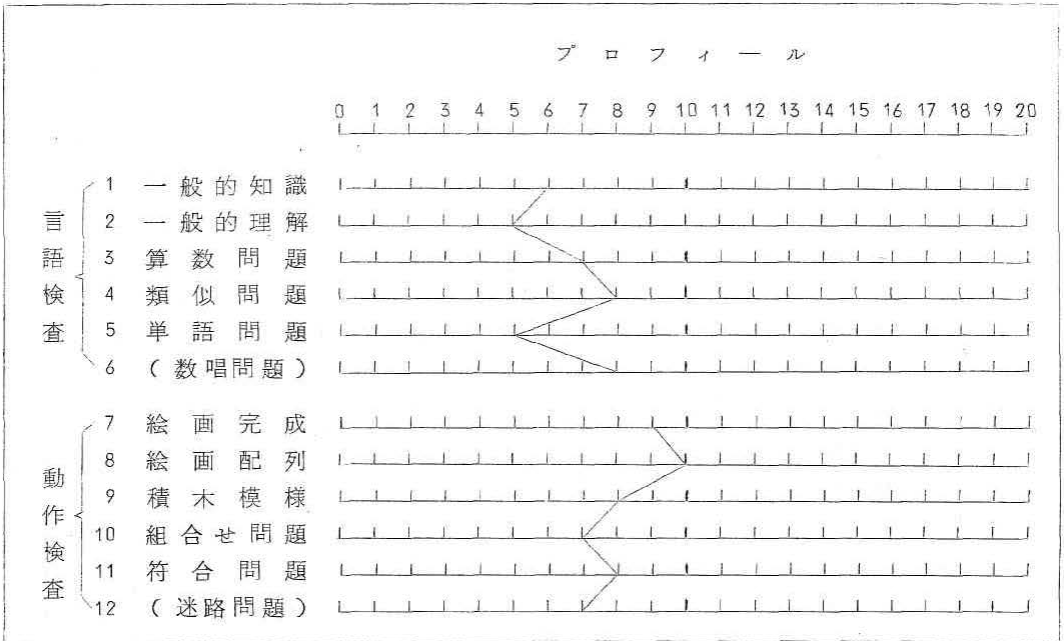 プロフィール
0 1 2 3 4 5 6 7 8 9 10 11 12 13 14 15 16 17 18 19 20
言語検査
1 一般的知識
2 一般的理解
3 算数問題
4 類似問題
5 単語問題
6 (数唱問題)
動作検査
7 絵画完成
8 絵画配列
9 積木模様
10 組合せ問題
11 符合問題
12 (迷路問題)